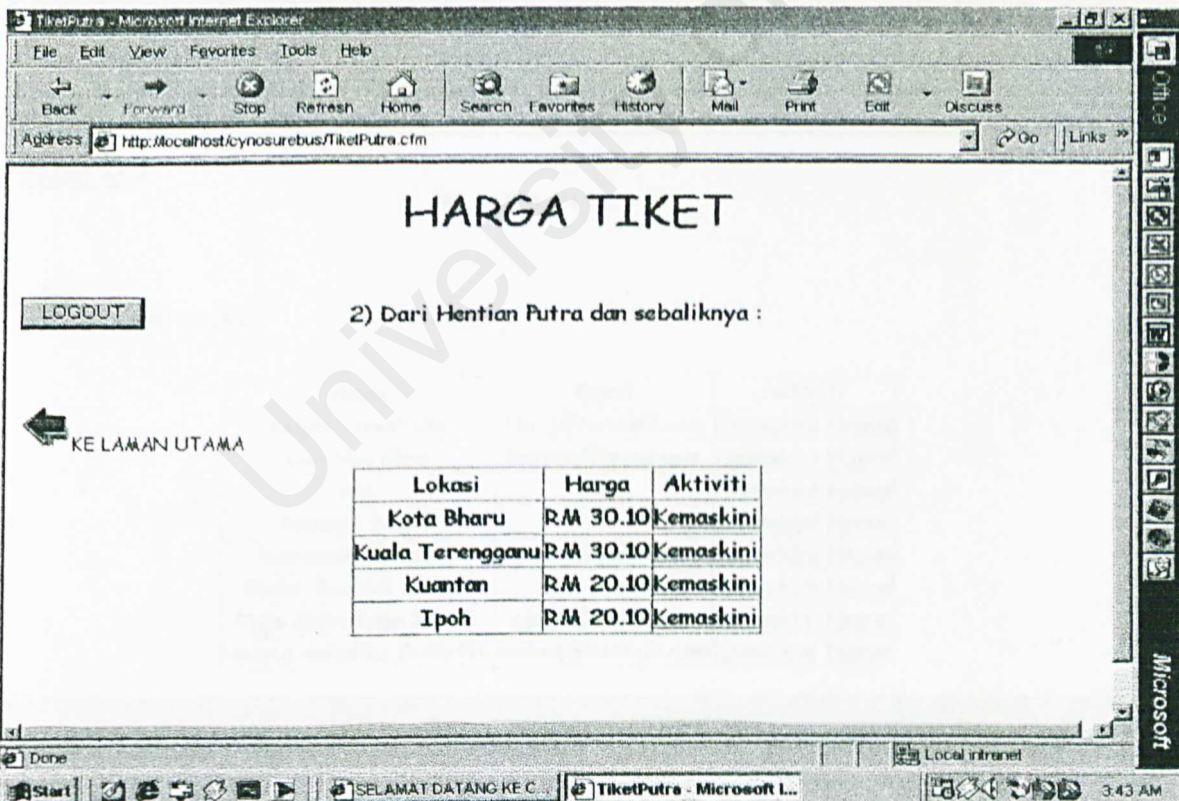 TiketPutra - Microsoft Internet Explorer
File Edit View Favorites Tools Help
Back Forward Stop Refresh Home Search Favorites History Mail Print Edit Discuss
Address http://localhost/cynosurebus/TiketPutra.cfm Go Links »
HARGA TIKET
LOGOUT
2) Dari Hentian Putra dan sebaliknya :
KE LAMAN UTAMA
Lokasi Harga Aktiviti
Kota Bharu RM 30.10 Kemaskini
Kuala Terengganu RM 30.10 Kemaskini
Kuantan RM 20.10 Kemaskini
Ipoh RM 20.10 Kemaskini
Done Local intranet
Start SELAMAT DATANG KE C... TiketPutra - Microsoft I... 3:43 AM
Office
Microsoft
University